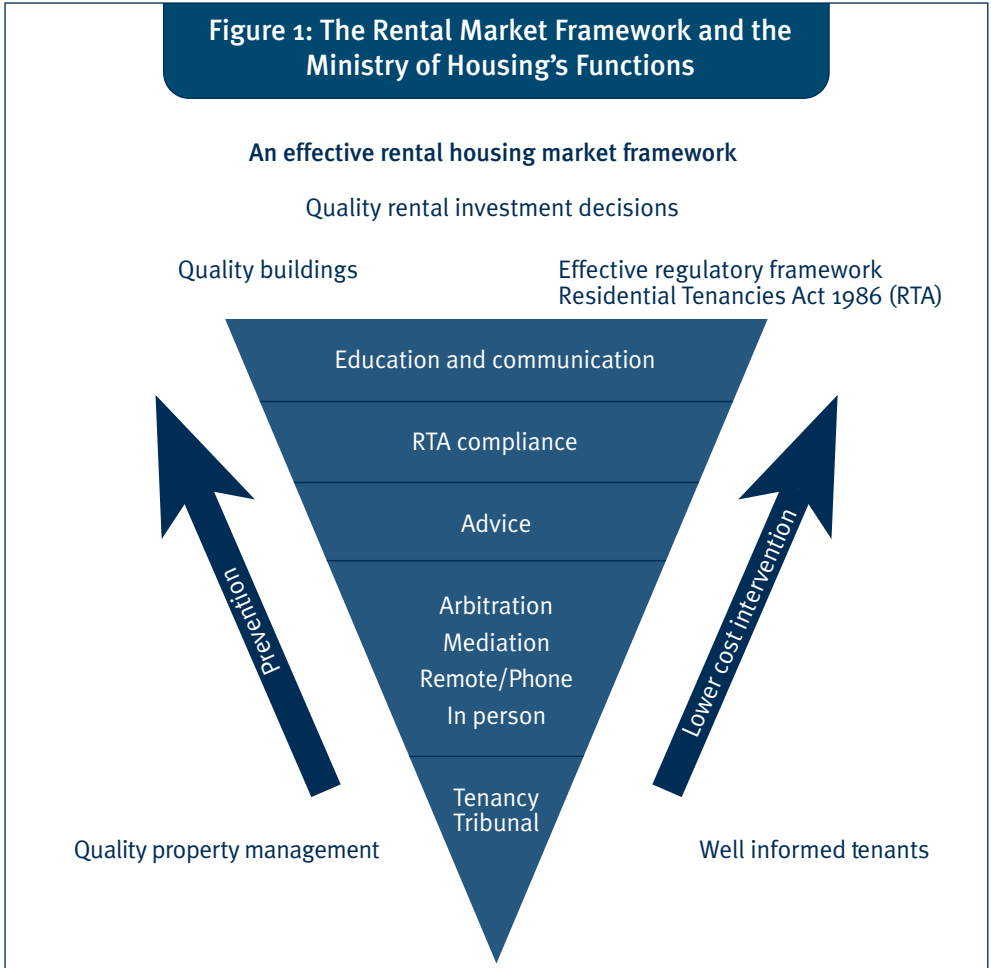 Figure 1: The Rental Market Framework and the
Ministry of Housing's Functions
An effective rental housing market framework
Quality rental investment decisions
Quality buildings
Effective regulatory framework
Residential Tenancies Act 1986 (RTA)
Education and communication
RTA compliance
Advice
Arbitration
Mediation
Remote/Phone
In person
Tenancy
Tribunal
Prevention
Lower cost intervention
Quality property management
Well informed tenants